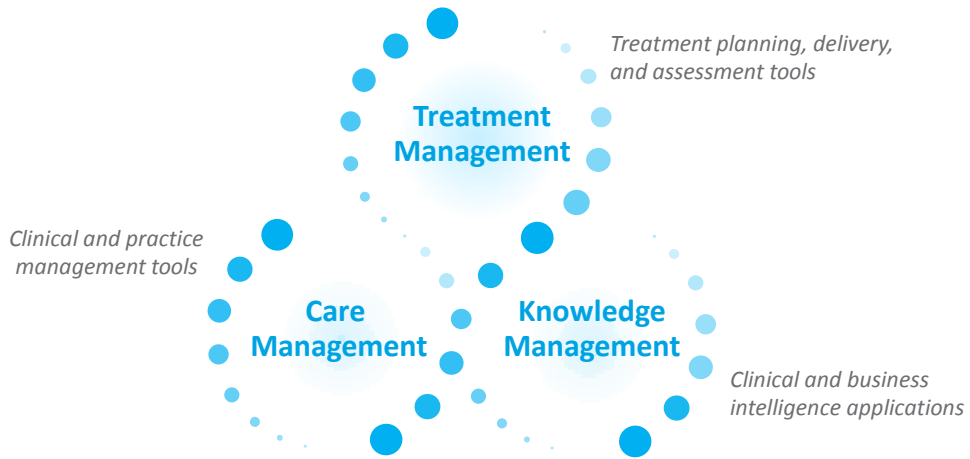 Treatment planning, delivery,
and assessment tools
Treatment
Management
Clinical and practice
management tools
Care
Management
Knowledge
Management
Clinical and business
intelligence applications